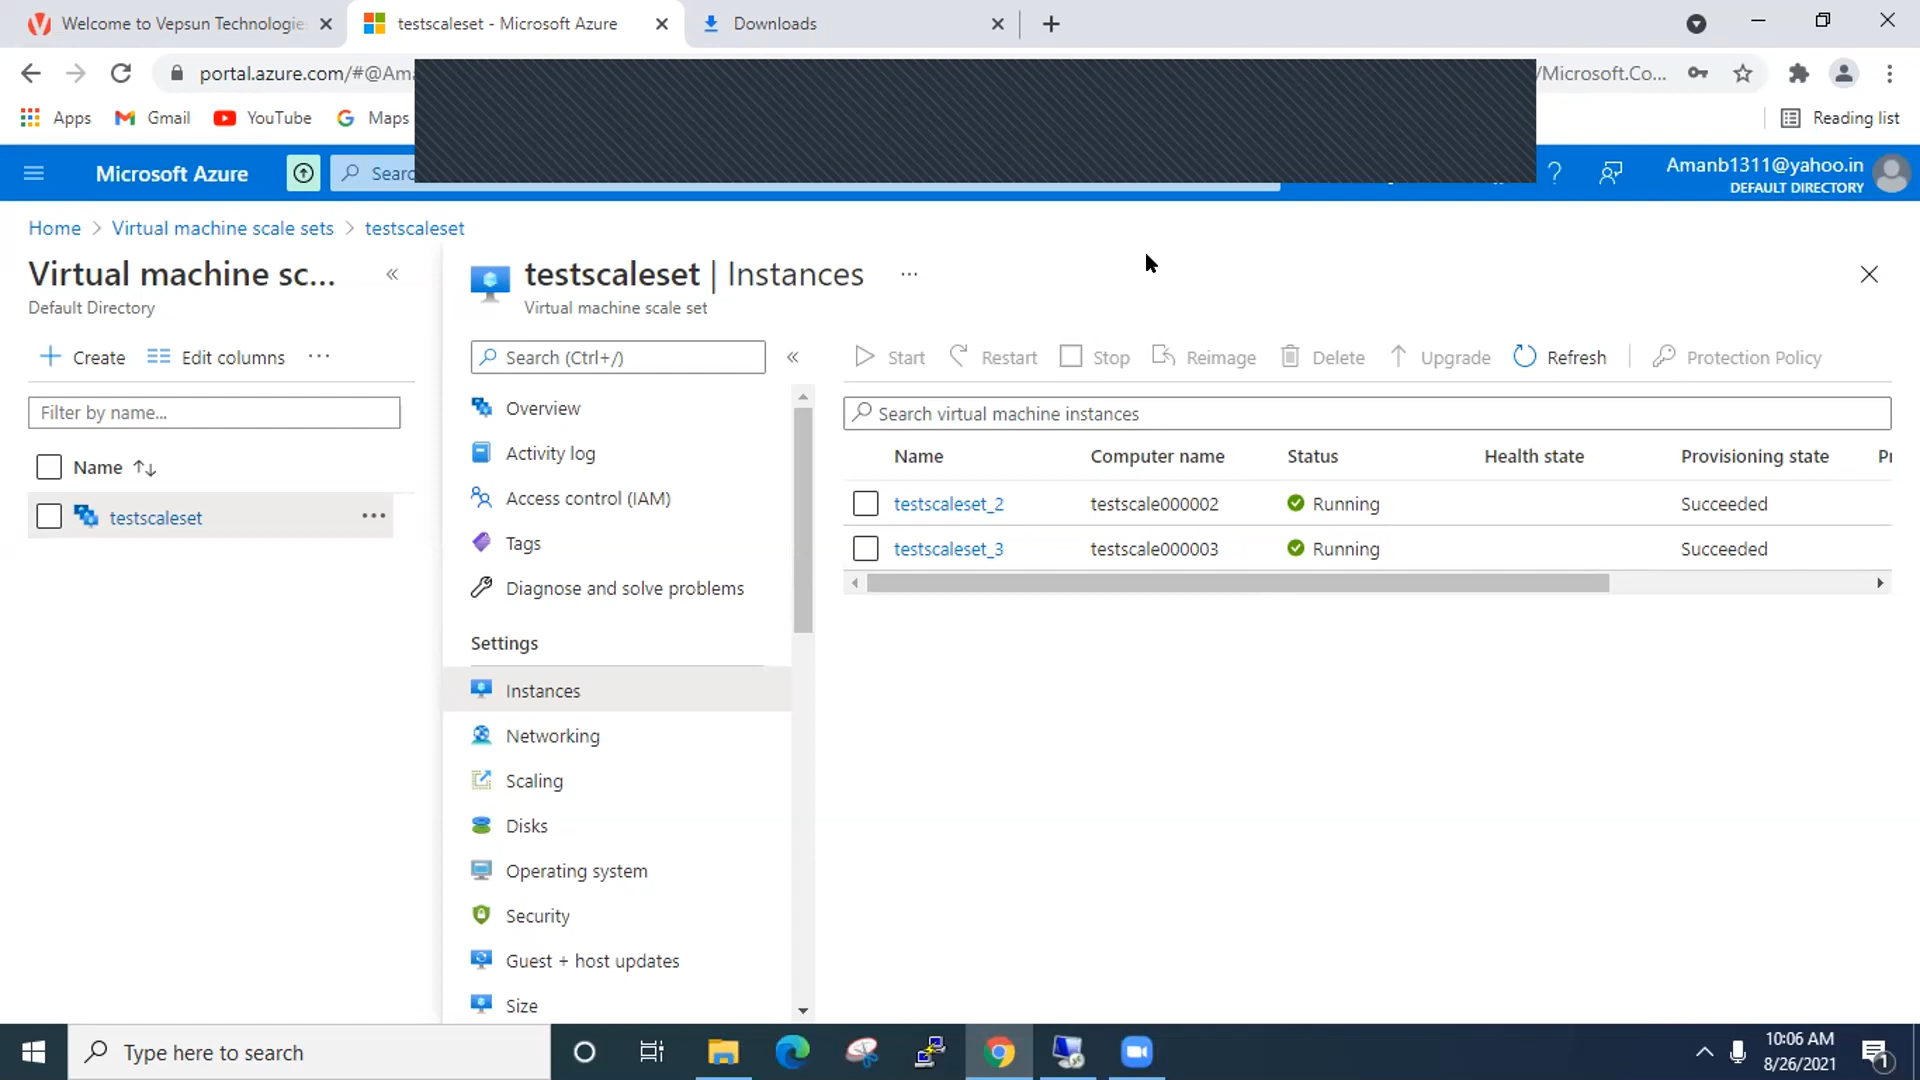 Welcome to Vepsun Technologie
testscaleset - Microsoft Azure
Downloads
portal.azure.com/#@Ama
/Microsoft.Co...
Apps
Gmail
YouTube
Maps
Reading list
Microsoft Azure
Searc
?
Amanb1311@yahoo.in
DEFAULT DIRECTORY
Home > Virtual machine scale sets > testscaleset
Virtual machine sc...
«
Default Directory
+ Create
Edit columns
...
Filter by name...
Name ↑↓
testscaleset
...
testscaleset | Instances
...
Virtual machine scale set
Search (Ctrl+/)
«
Overview
Activity log
Access control (IAM)
Tags
Diagnose and solve problems
Settings
Instances
Networking
Scaling
Disks
Operating system
Security
Guest + host updates
Size
Start
Restart
Stop
Reimage
Delete
Upgrade
Refresh
Protection Policy
Search virtual machine instances
Name Computer name Status Health state Provisioning state Pr
testscaleset_2 testscale000002 Running Succeeded
testscaleset_3 testscale000003 Running Succeeded
Type here to search
10:06 AM
8/26/2021
1